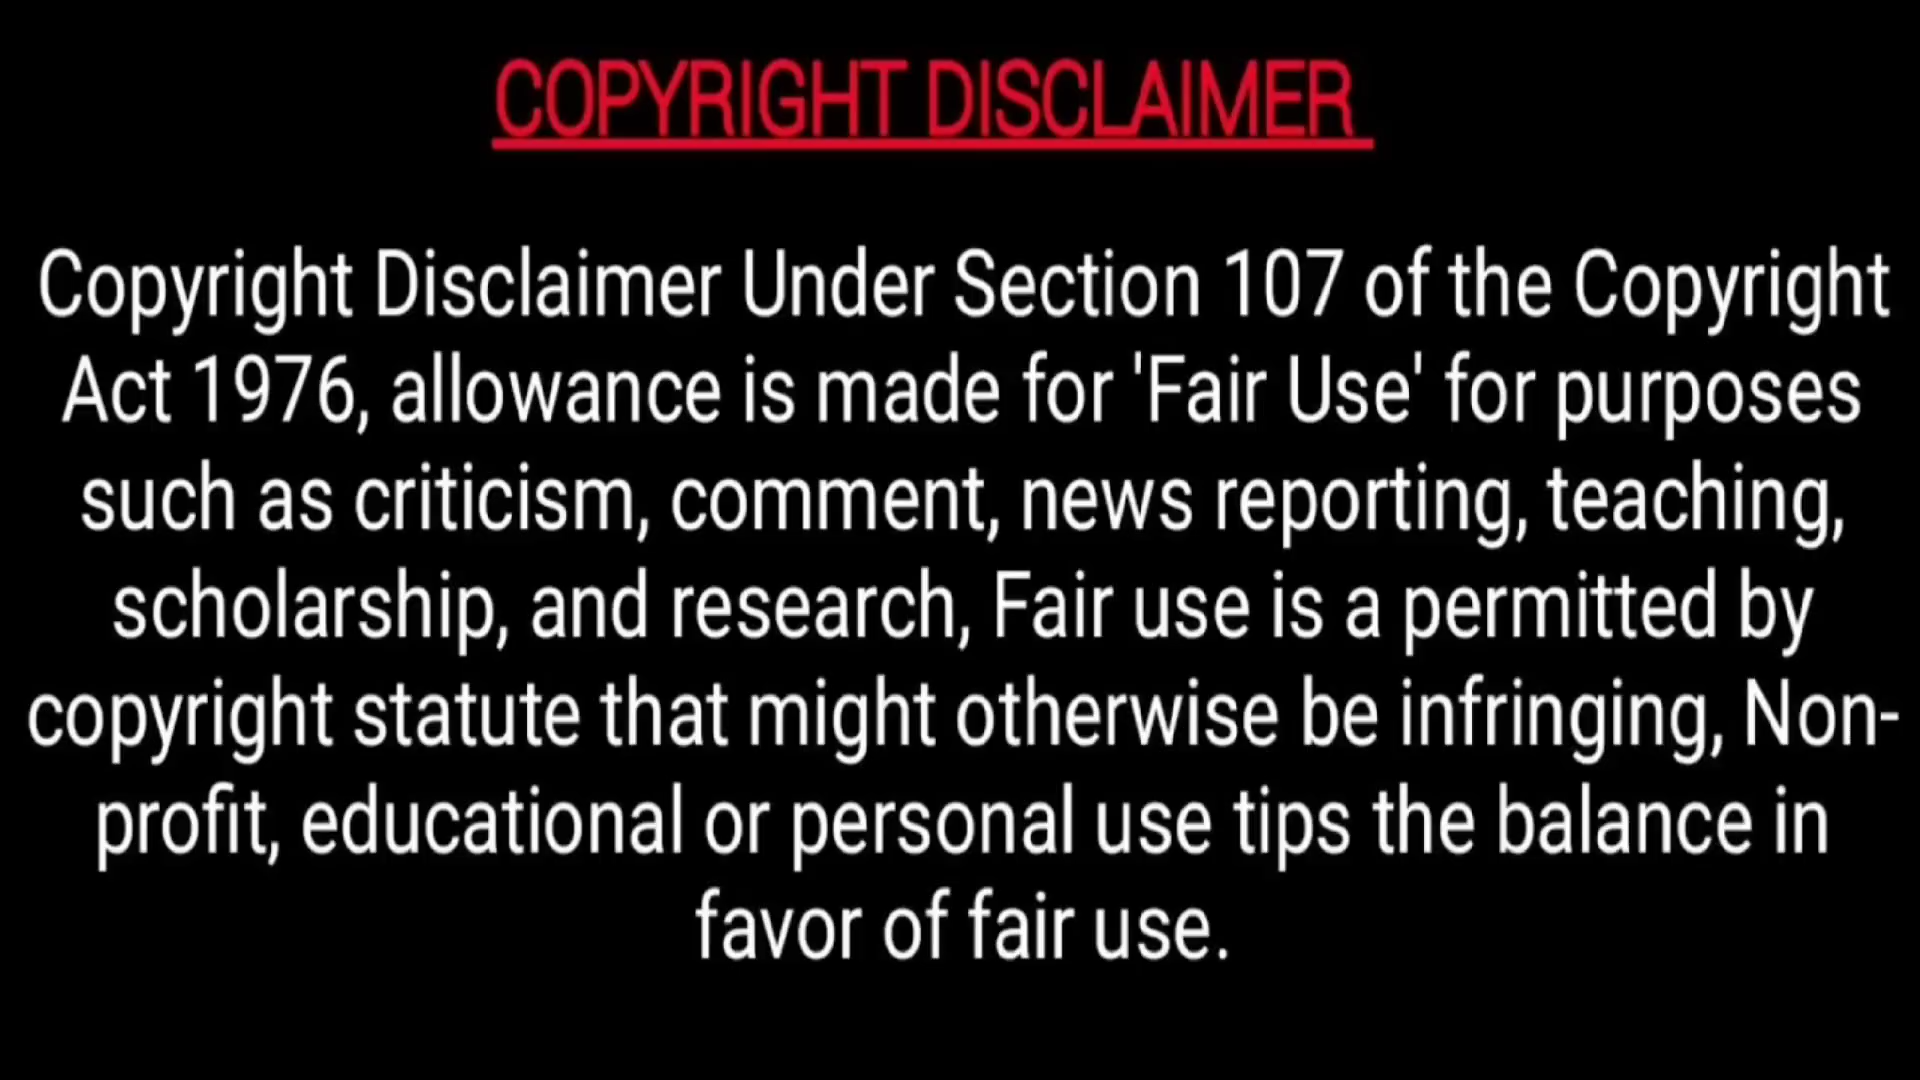 COPYRIGHT DISCLAIMER
Copyright Disclaimer Under Section 107 of the Copyright
Act 1976, allowance is made for 'Fair Use' for purposes
such as criticism, comment, news reporting, teaching,
scholarship, and research, Fair use is a permitted by
copyright statute that might otherwise be infringing, Non-
profit, educational or personal use tips the balance in
favor of fair use.